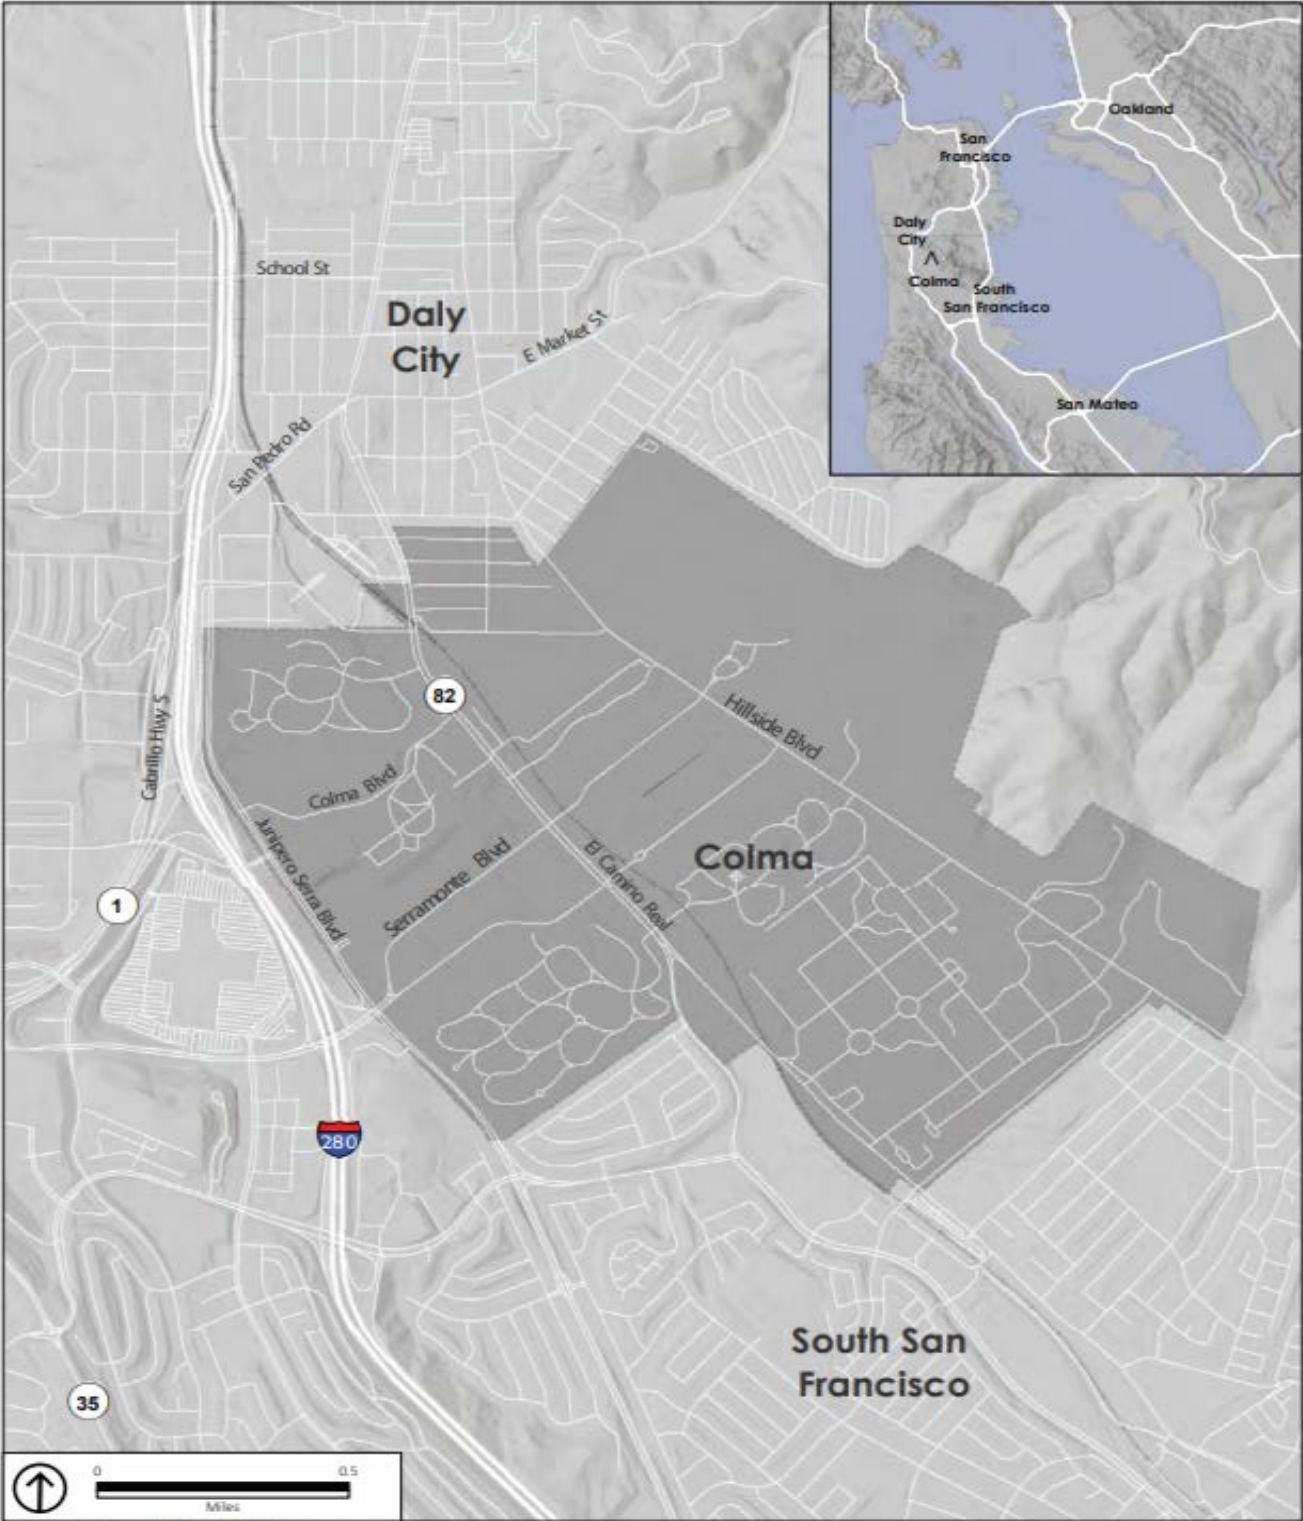 Oakland
San
Francisco
Daly
City
Colma
South
San Francisco
San Mateo
School St
Daly
City
E Market St
San Pedro Rd
82
Hillside Blvd
Cabrillo Hwy S
Colma Blvd
Junipero Serra Blvd
Serramonte Blvd
El Camino Real
Colma
1
280
South San
Francisco
35
0
0.5
Miles